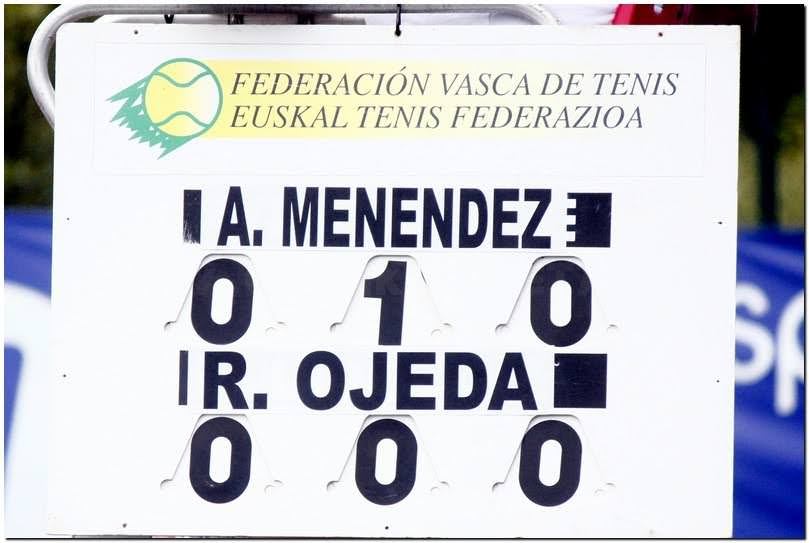 FEDERACIÓN VASCA DE TENIS
EUSKAL TENIS FEDERAZIOA
A. MENENDEZ
0 1 0
R. OJEDA
0 0 0